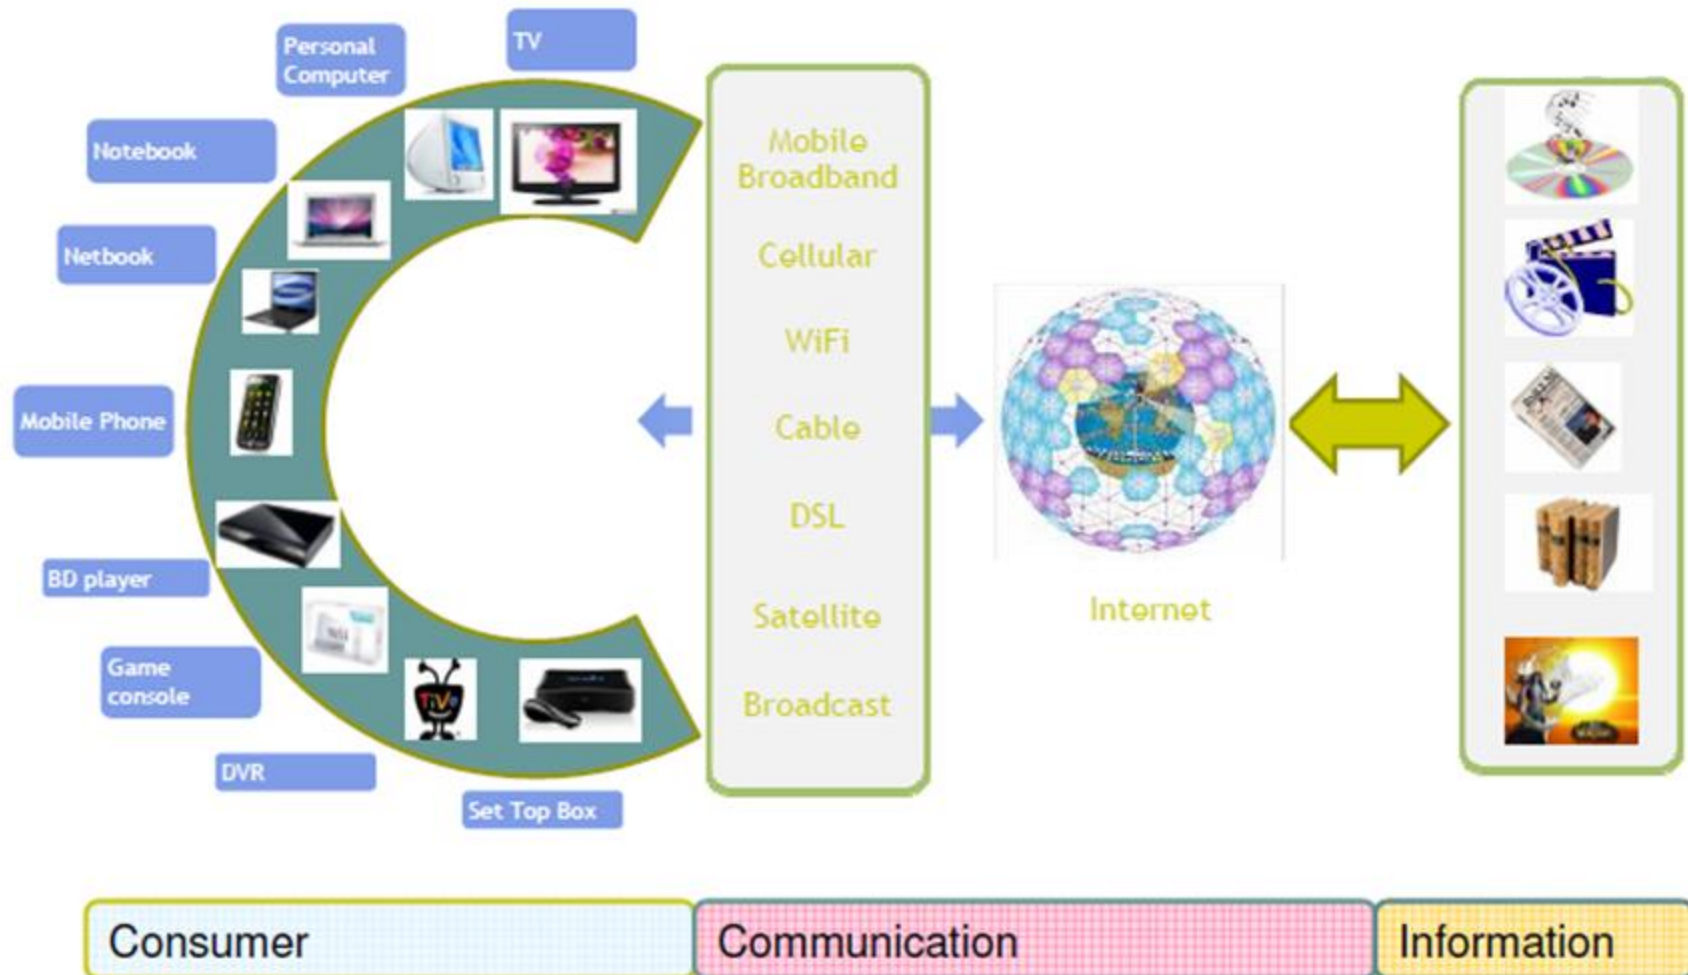 TV
Personal
Computer
Notebook
Netbook
Mobile Phone
BD player
Game
console
DVR
Set Top Box
TiVo
Mobile
Broadband
Cellular
WiFi
Cable
DSL
Satellite
Broadcast
Internet
Consumer
Communication
Information